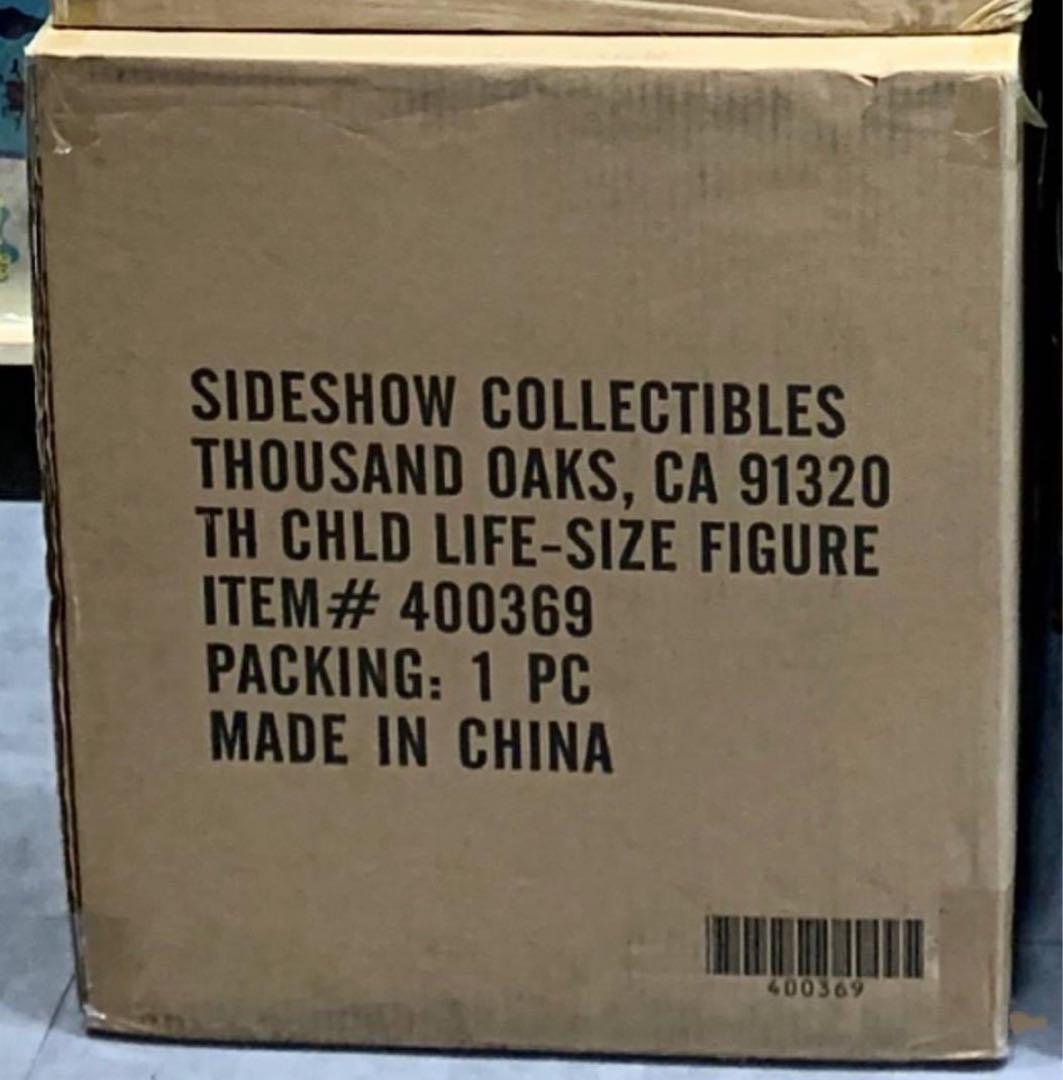 SIDESHOW COLLECTIBLES
THOUSAND OAKS, CA 91320
TH CHLD LIFE-SIZE FIGURE
ITEM# 400369
PACKING: 1 PC
MADE IN CHINA
400369